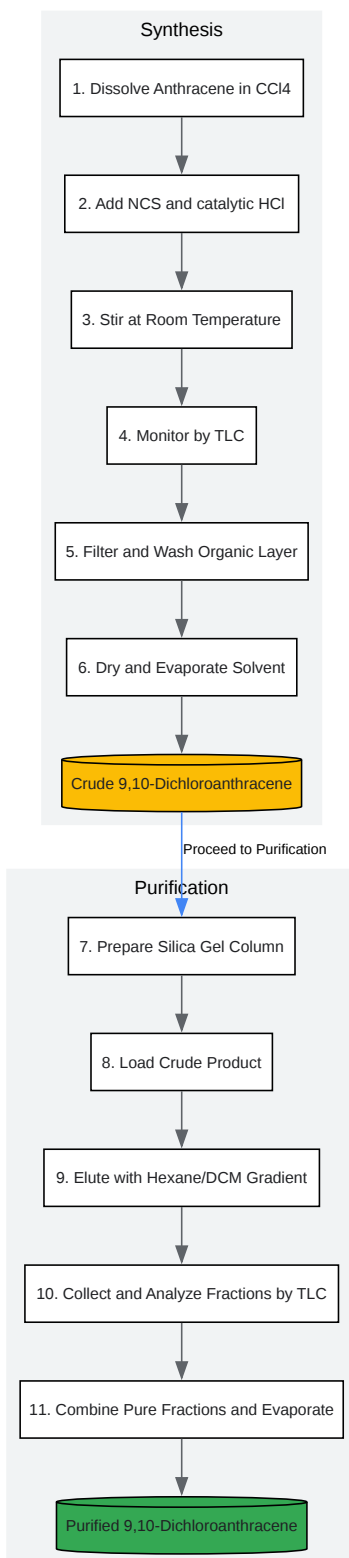 Synthesis
1. Dissolve Anthracene in CCl4
2. Add NCS and catalytic HCl
3. Stir at Room Temperature
4. Monitor by TLC
5. Filter and Wash Organic Layer
6. Dry and Evaporate Solvent
Crude 9,10-Dichloroanthracene
Proceed to Purification
Purification
7. Prepare Silica Gel Column
8. Load Crude Product
9. Elute with Hexane/DCM Gradient
10. Collect and Analyze Fractions by TLC
11. Combine Pure Fractions and Evaporate
Purified 9,10-Dichloroanthracene